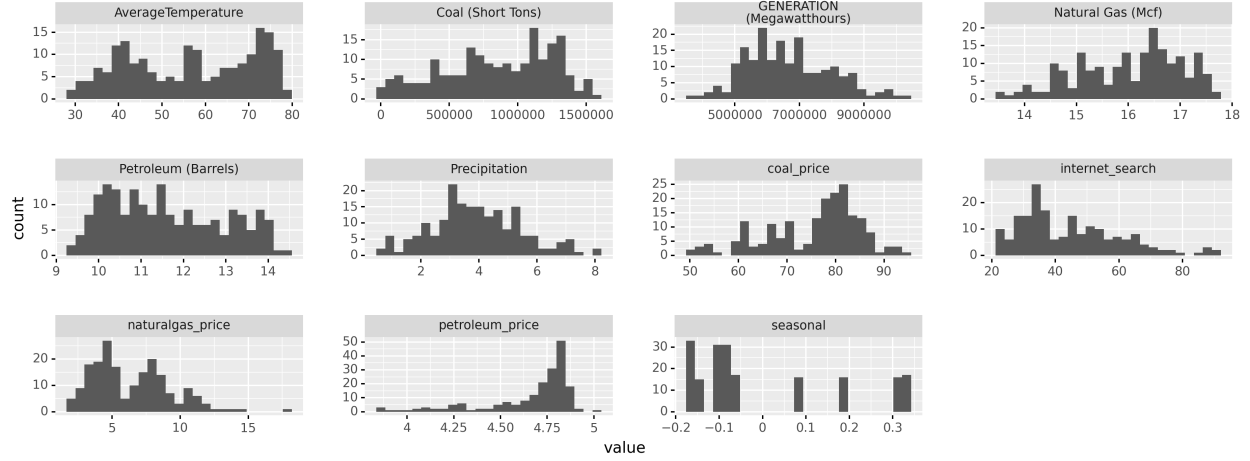 AverageTemperature
Coal (Short Tons)
GENERATION
(Megawatthours)
Natural Gas (Mcf)
15
10
5
0
30 40 50 60 70 80
15
10
5
0
0 500000 1000000 1500000
20
15
10
5
0
5000000 7000000 9000000
20
15
10
5
0
14 15 16 17 18
Petroleum (Barrels)
Precipitation
coal_price
internet_search
count
10
5
0
9 10 11 12 13 14
20
15
10
5
0
2 4 6 8
25
20
15
10
5
0
50 60 70 80 90
20
10
0
20 40 60 80
naturalgas_price
petroleum_price
seasonal
20
10
0
5 10 15
50
40
30
20
10
0
4 4.25 4.50 4.75 5
30
20
10
0
−0.2 −0.1 0 0.1 0.2 0.3
value